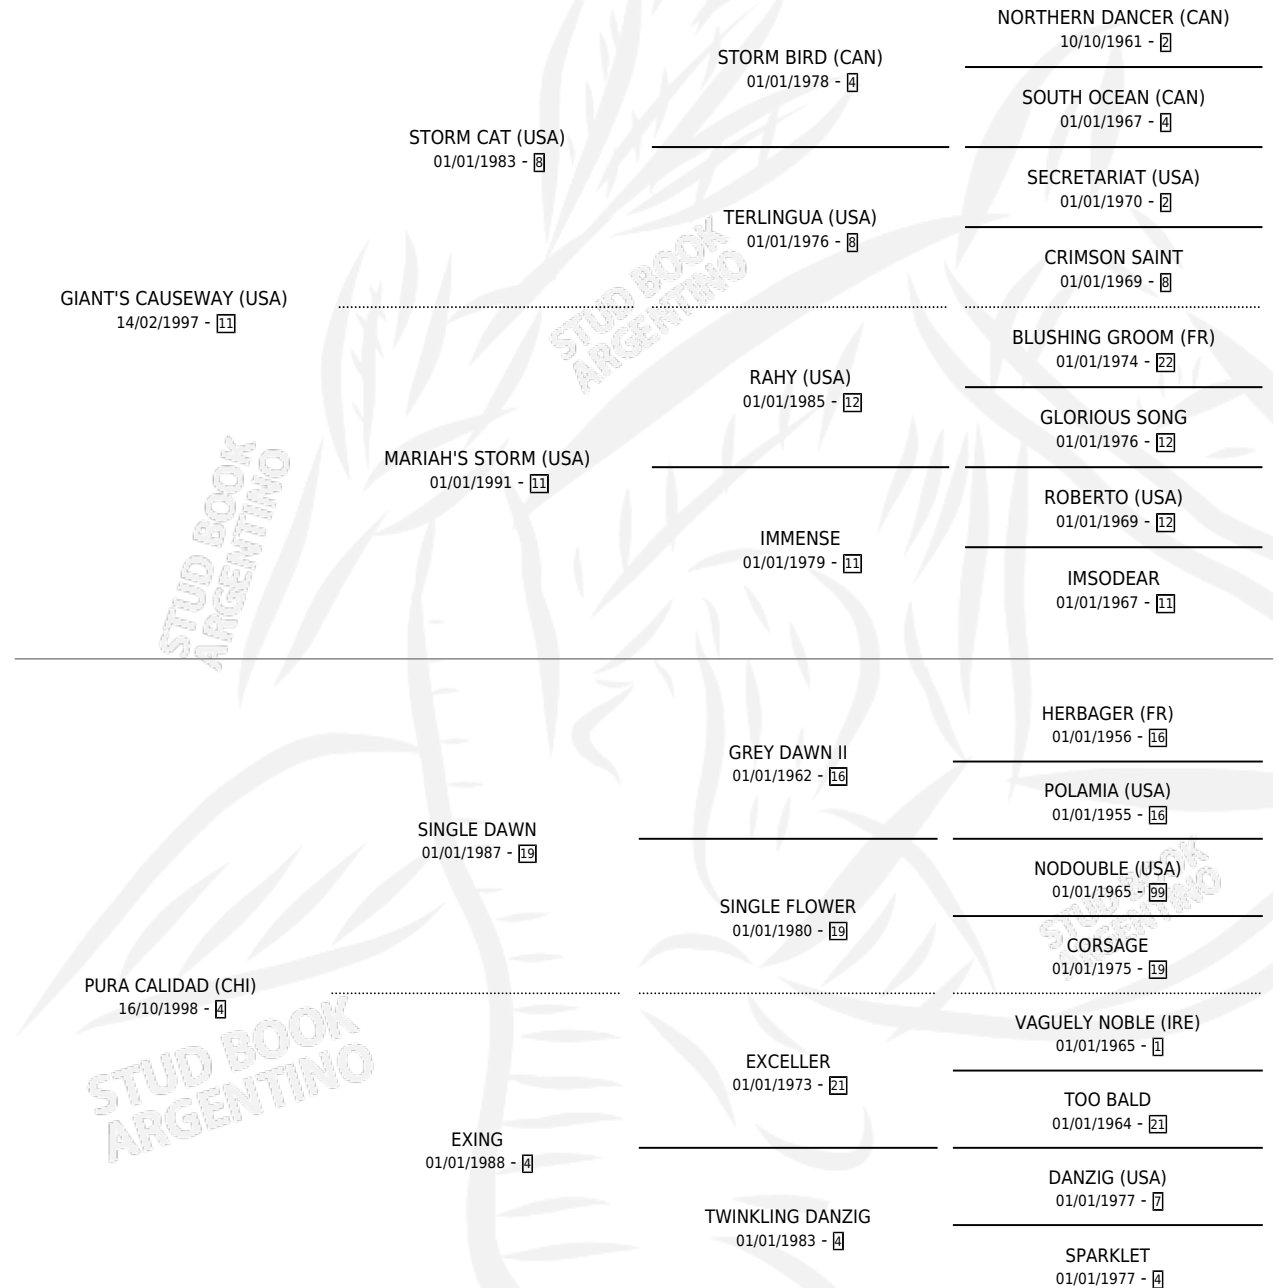 NORTHERN DANCER (CAN)
10/10/1961 - 2
STORM BIRD (CAN)
01/01/1978 - 4
SOUTH OCEAN (CAN)
01/01/1967 - 4
STORM CAT (USA)
01/01/1983 - 8
SECRETARIAT (USA)
01/01/1970 - 2
TERLINGUA (USA)
01/01/1976 - 8
CRIMSON SAINT
01/01/1969 - 8
GIANT'S CAUSEWAY (USA)
14/02/1997 - 11
BLUSHING GROOM (FR)
01/01/1974 - 22
RAHY (USA)
01/01/1985 - 12
GLORIOUS SONG
01/01/1976 - 12
MARIAH'S STORM (USA)
01/01/1991 - 11
ROBERTO (USA)
01/01/1969 - 12
IMMENSE
01/01/1979 - 11
IMSODEAR
01/01/1967 - 11
HERBAGER (FR)
01/01/1956 - 16
GREY DAWN II
01/01/1962 - 16
POLAMIA (USA)
01/01/1955 - 16
SINGLE DAWN
01/01/1987 - 19
NODOUBLE (USA)
01/01/1965 - 99
SINGLE FLOWER
01/01/1980 - 19
CORSAGE
01/01/1975 - 19
PURA CALIDAD (CHI)
16/10/1998 - 4
VAGUELY NOBLE (IRE)
01/01/1965 - 1
EXCELLER
01/01/1973 - 21
TOO BALD
01/01/1964 - 21
EXING
01/01/1988 - 4
DANZIG (USA)
01/01/1977 - 7
TWINKLING DANZIG
01/01/1983 - 4
SPARKLET
01/01/1977 - 4
STUD BOOK
ARGENTINO
STUD BOOK
ARGENTINO
STUD BOOK
ARGENTINO
STUD BOOK
ARGENTINO